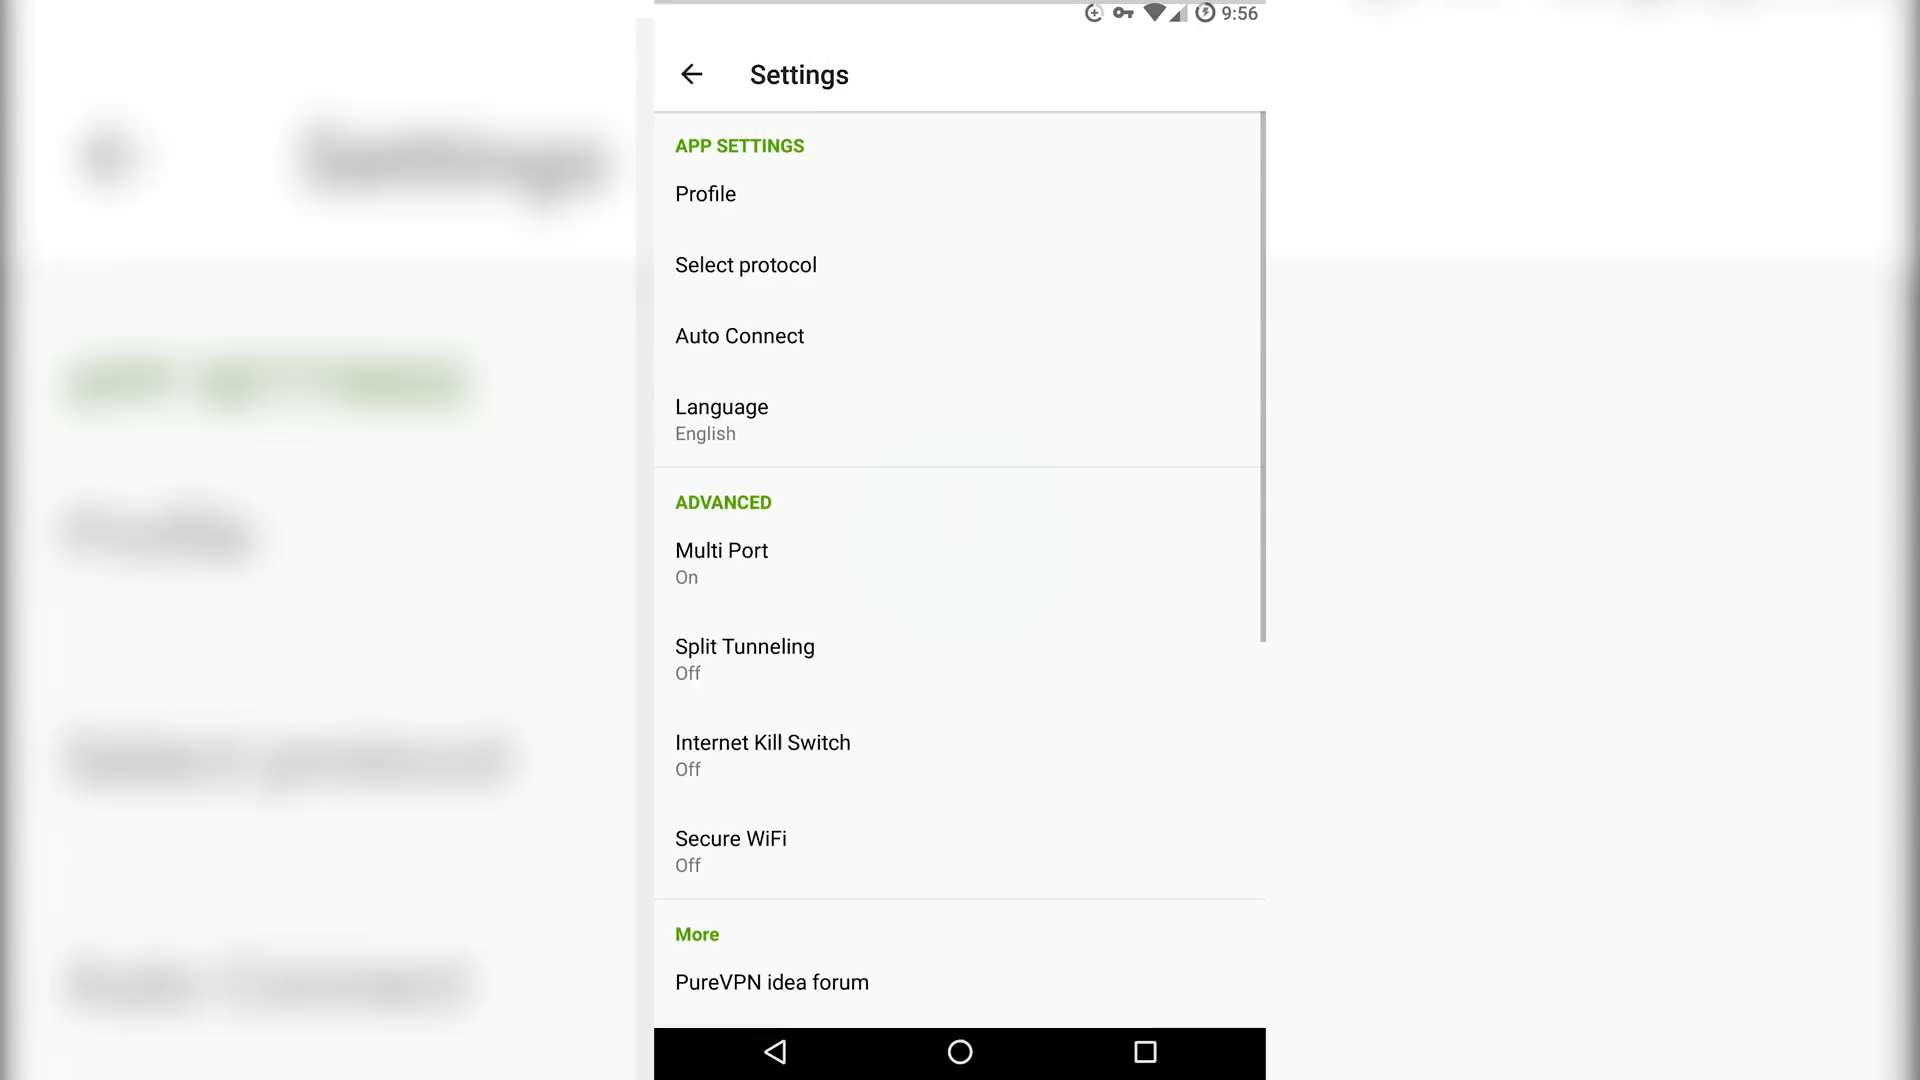 9:56
Settings
APP SETTINGS
Profile
Select protocol
Auto Connect
Language
English
ADVANCED
Multi Port
On
Split Tunneling
Off
Internet Kill Switch
Off
Secure WiFi
Off
More
PureVPN idea forum